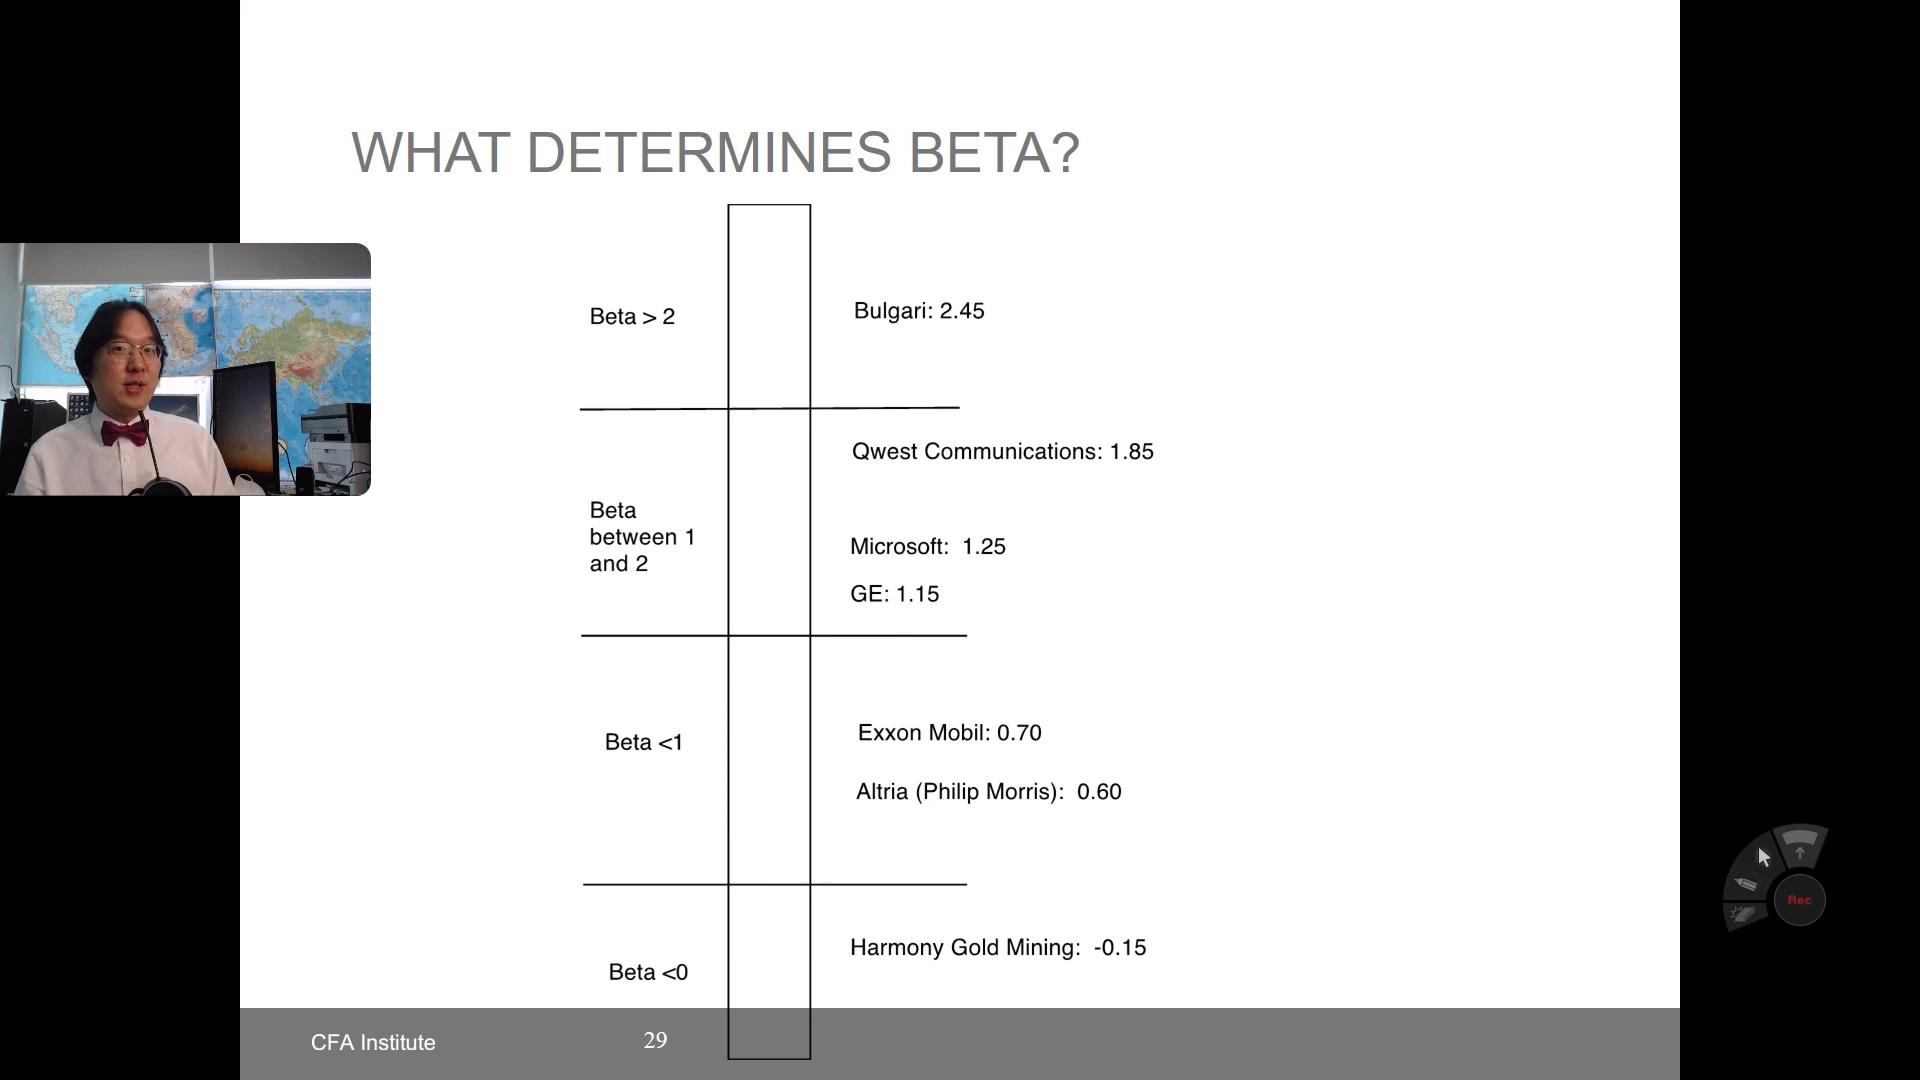 WHAT DETERMINES BETA?
Beta > 2
Bulgari: 2.45
Qwest Communications: 1.85
Beta
between 1
and 2
Microsoft:  1.25
GE: 1.15
Beta <1
Exxon Mobil: 0.70
Altria (Philip Morris):  0.60
Beta <0
Harmony Gold Mining:  -0.15
CFA Institute
29
Rec